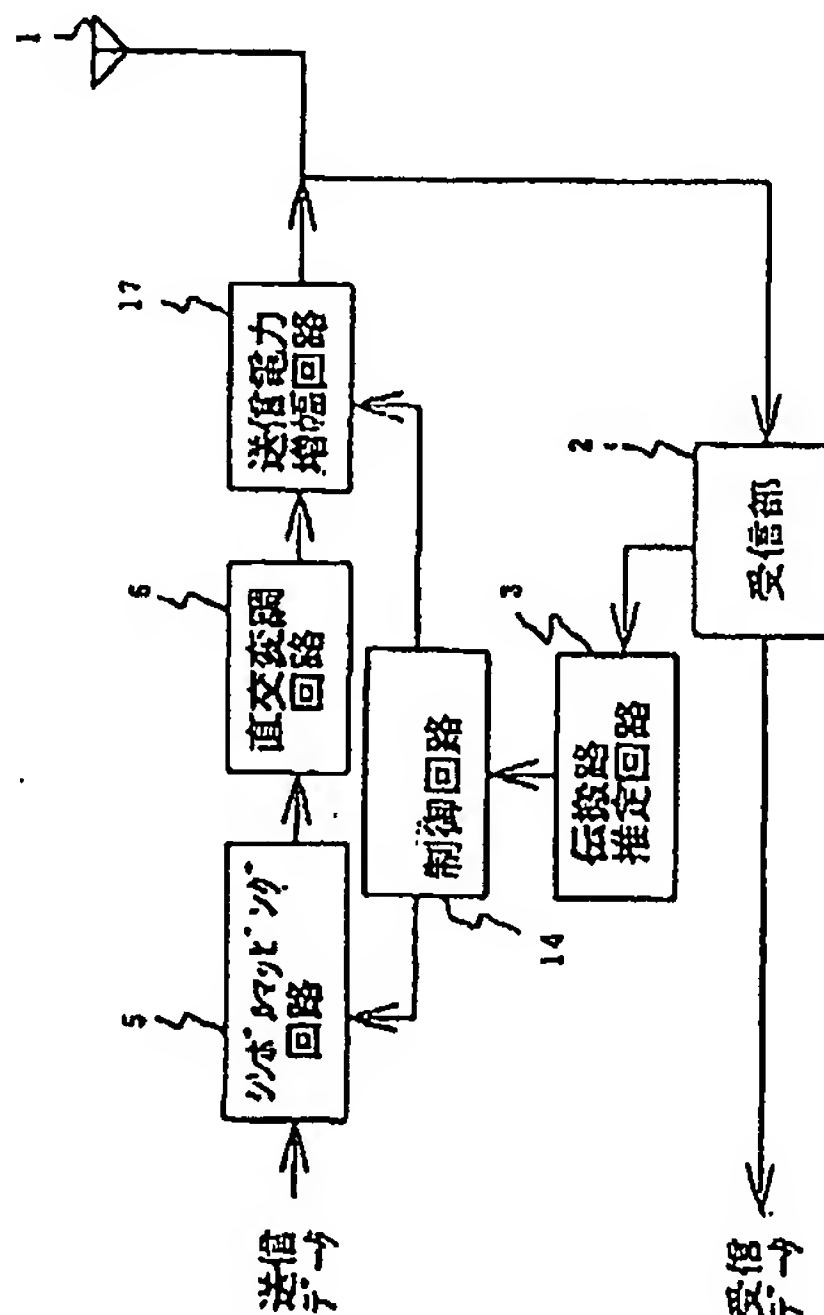 1
17
送信電力
増幅回路
6
直交変調
回路
5
シンボルマッピング
回路
送信
データ
制御回路
14
3
伝搬路
推定回路
2
受信部
受信
データ